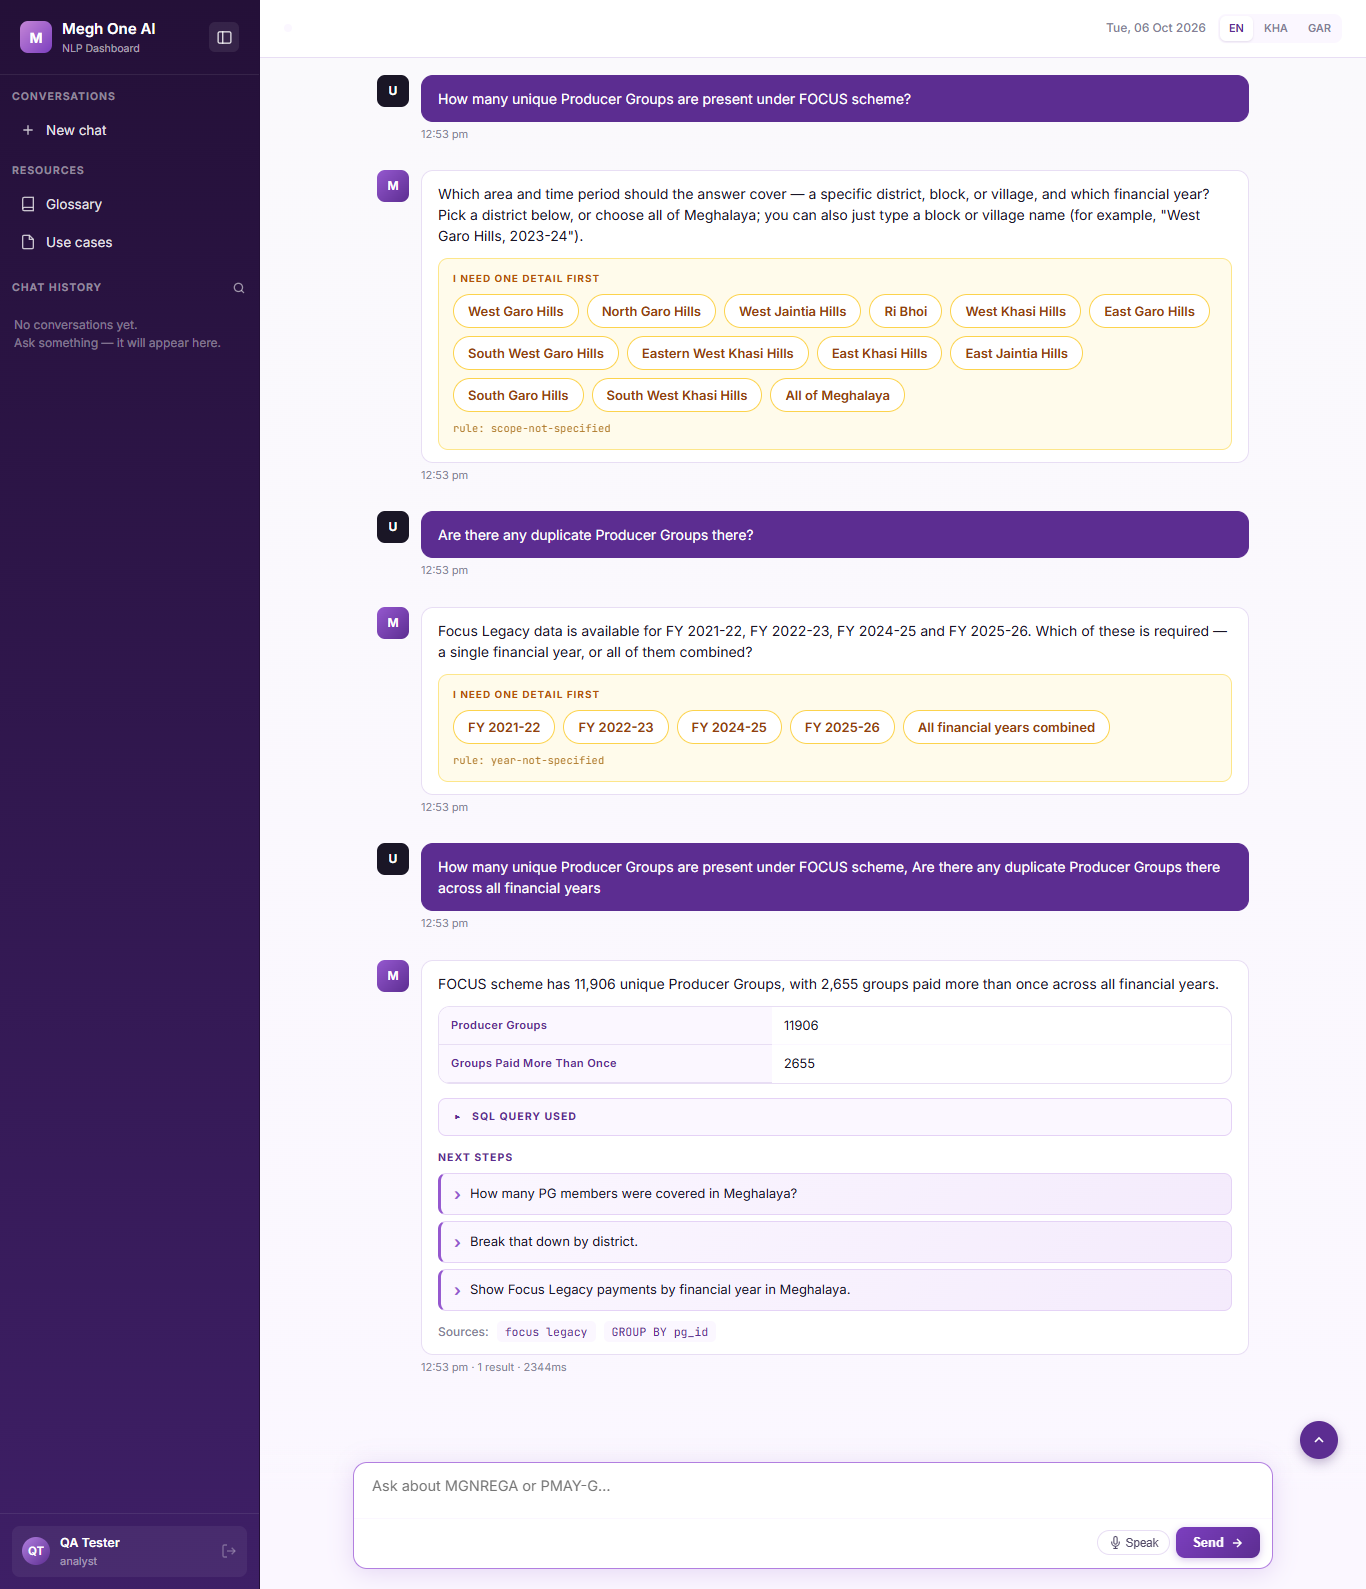 M
Megh One AI
NLP Dashboard
CONVERSATIONS
+ New chat
RESOURCES
Glossary
Use cases
CHAT HISTORY
No conversations yet.
Ask something — it will appear here.
QT
QA Tester
analyst
Tue, 06 Oct 2026
EN KHA GAR
U
How many unique Producer Groups are present under FOCUS scheme?
12:53 pm
M
Which area and time period should the answer cover — a specific district, block, or village, and which financial year?
Pick a district below, or choose all of Meghalaya; you can also just type a block or village name (for example, "West
Garo Hills, 2023-24").
I NEED ONE DETAIL FIRST
West Garo Hills North Garo Hills West Jaintia Hills Ri Bhoi West Khasi Hills East Garo Hills
South West Garo Hills Eastern West Khasi Hills East Khasi Hills East Jaintia Hills
South Garo Hills South West Khasi Hills All of Meghalaya
rule: scope-not-specified
12:53 pm
U
Are there any duplicate Producer Groups there?
12:53 pm
M
Focus Legacy data is available for FY 2021-22, FY 2022-23, FY 2024-25 and FY 2025-26. Which of these is required —
a single financial year, or all of them combined?
I NEED ONE DETAIL FIRST
FY 2021-22 FY 2022-23 FY 2024-25 FY 2025-26 All financial years combined
rule: year-not-specified
12:53 pm
U
How many unique Producer Groups are present under FOCUS scheme, Are there any duplicate Producer Groups there
across all financial years
12:53 pm
M
FOCUS scheme has 11,906 unique Producer Groups, with 2,655 groups paid more than once across all financial years.
Producer Groups 11906
Groups Paid More Than Once 2655
SQL QUERY USED
NEXT STEPS
How many PG members were covered in Meghalaya?
Break that down by district.
Show Focus Legacy payments by financial year in Meghalaya.
Sources: focus legacy GROUP BY pg_id
12:53 pm · 1 result · 2344ms
Ask about MGNREGA or PMAY-G...
Speak
Send →